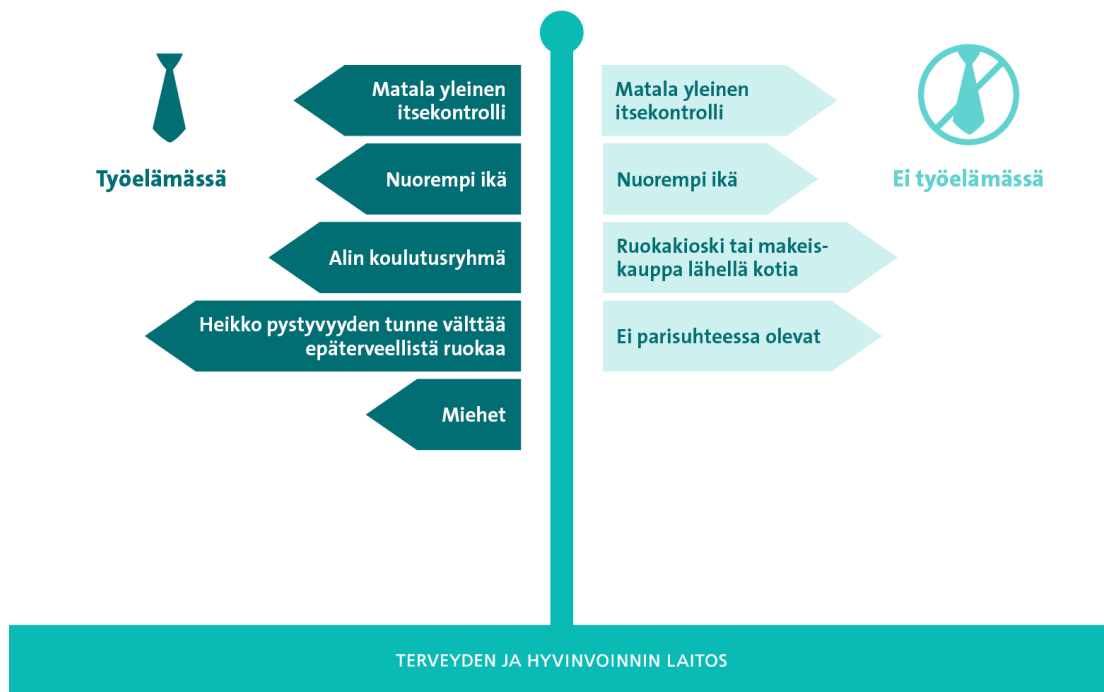 Työelämässä
Matala yleinen
itsekontrolli
Nuorempi ikä
Alin koulutusryhmä
Heikko pystyvyyden tunne välttää
epäterveellistä ruokaa
Miehet
Matala yleinen
itsekontrolli
Nuorempi ikä
Ruokakioski tai makeis-
kauppa lähellä kotia
Ei parisuhteessa olevat
Ei työelämässä
TERVEYDEN JA HYVINVOINNIN LAITOS